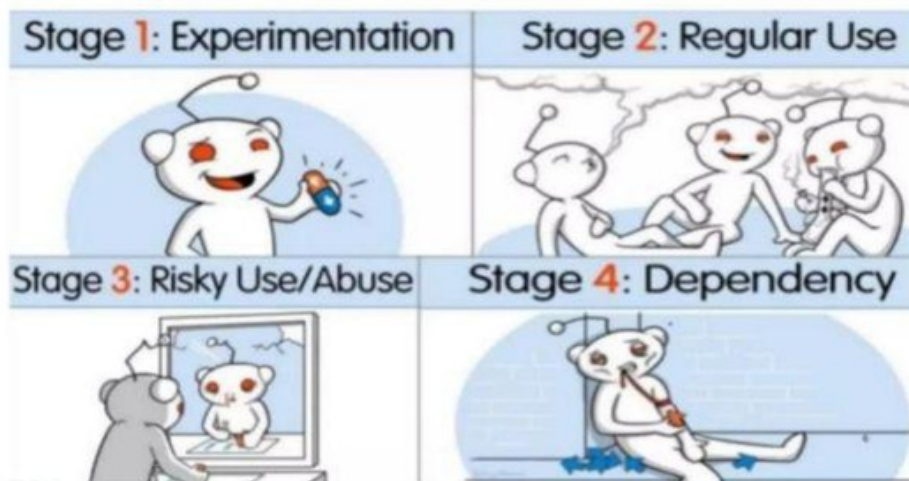 Stage 1: Experimentation
Stage 2: Regular Use
Stage 3: Risky Use/Abuse
Stage 4: Dependency